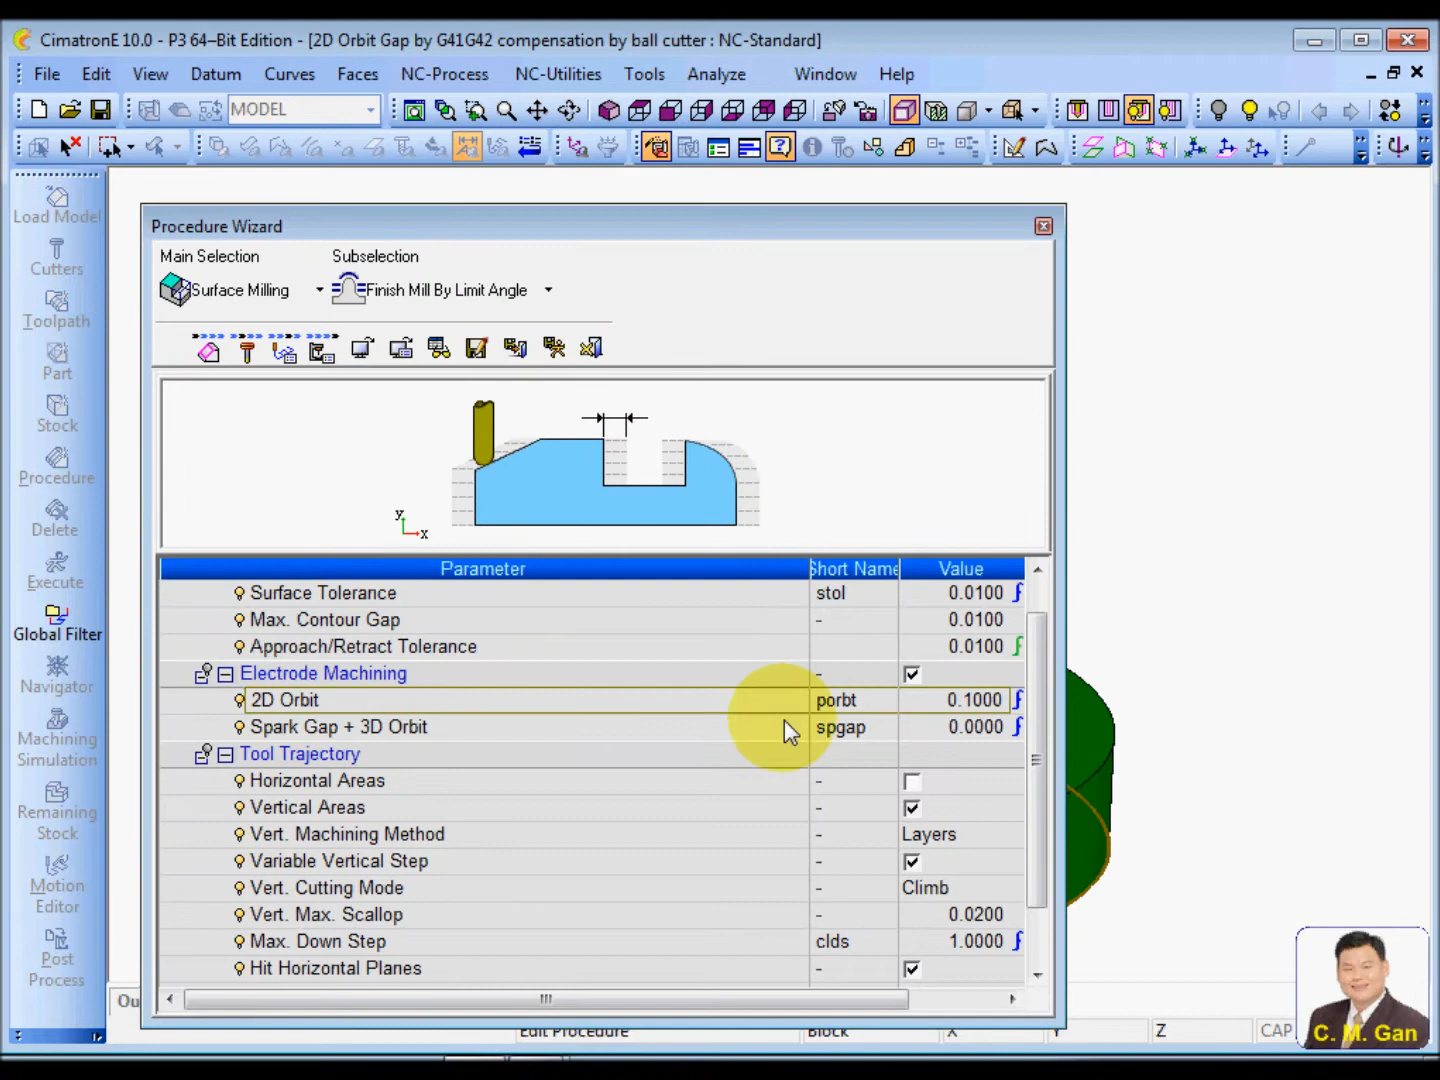 CimatronE 10.0 - P3 64–Bit Edition - [2D Orbit Gap by G41G42 compensation by ball cutter : NC-Standard]
File Edit View Datum Curves Faces NC-Process NC-Utilities Tools Analyze Window Help
MODEL
Load Model
Cutters
Toolpath
Part
Stock
Procedure
Delete
Execute
Global Filter
Navigator
Machining
Simulation
Remaining
Stock
Motion
Editor
Post
Process
Procedure Wizard
Main Selection Subselection
Surface Milling Finish Mill By Limit Angle
y
x
Parameter Short Name Value
Surface Tolerance stol 0.0100
Max. Contour Gap - 0.0100
Approach/Retract Tolerance 0.0100
Electrode Machining -
2D Orbit porbt 0.1000
Spark Gap + 3D Orbit spgap 0.0000
Tool Trajectory
Horizontal Areas -
Vertical Areas -
Vert. Machining Method - Layers
Variable Vertical Step -
Vert. Cutting Mode - Climb
Vert. Max. Scallop - 0.0200
Max. Down Step clds 1.0000
Hit Horizontal Planes -
Ou
Edit Procedure Block X Y Z CAP
C. M. Gan